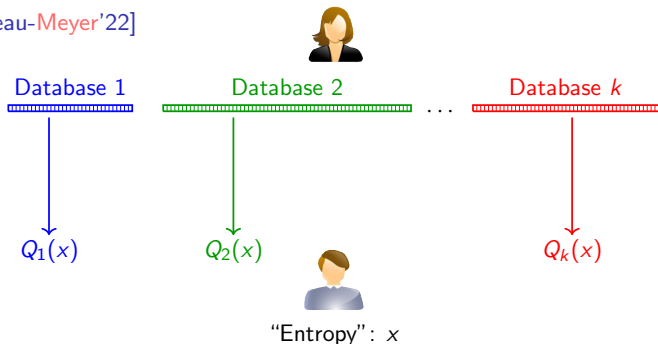 eau-Meyer'22]
Database 1 Database 2 ... Database k
Q₁(x) Q₂(x) Qₖ(x)
“Entropy”: x